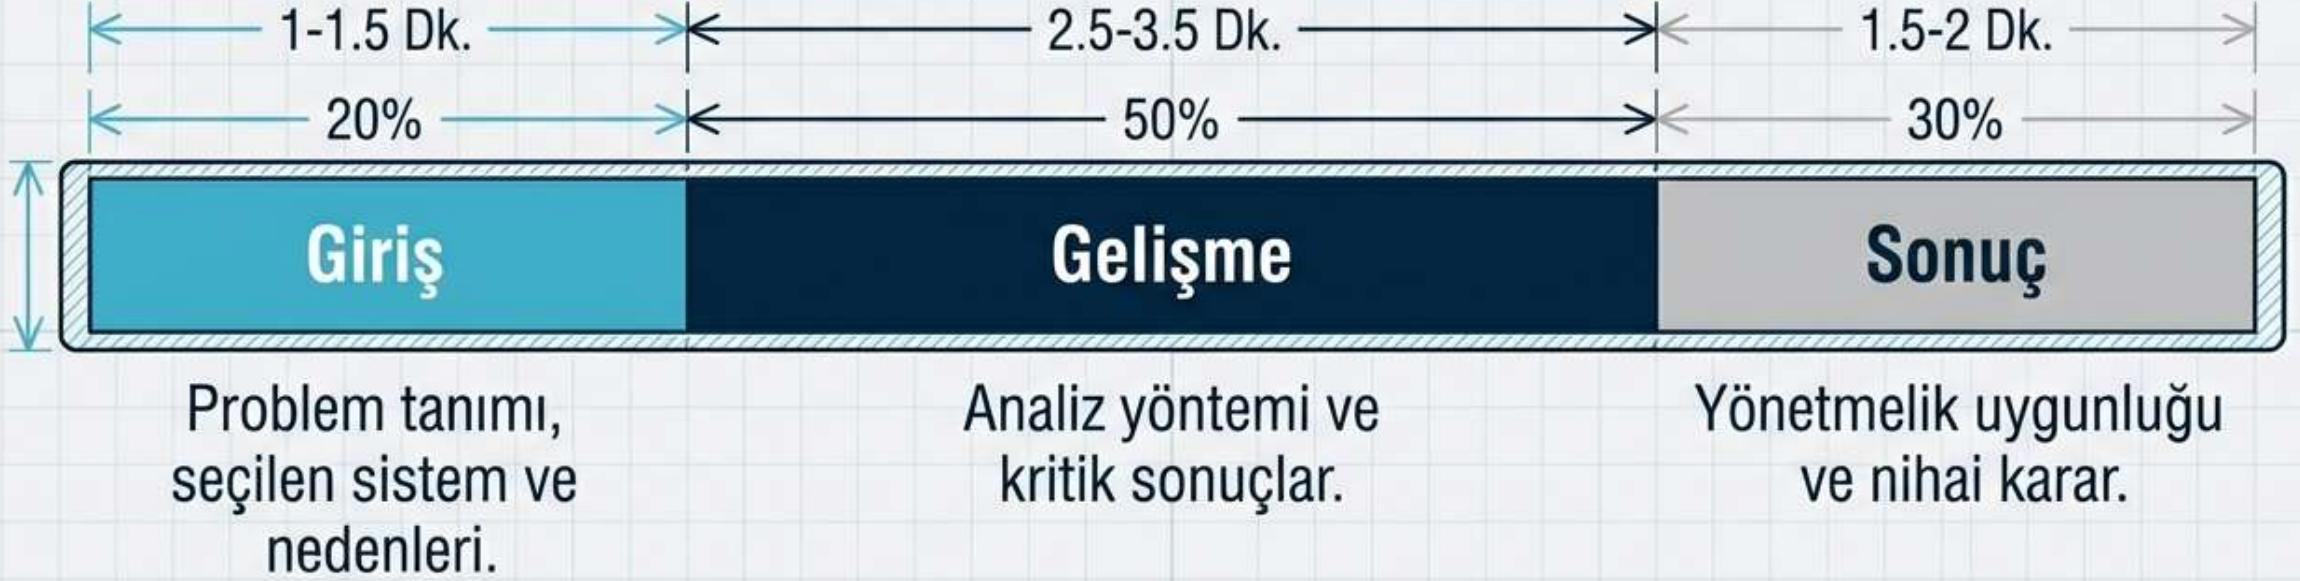 1-1.5 Dk. 2.5-3.5 Dk. 1.5-2 Dk.
20% 50% 30%
Giriş Gelişme Sonuç
Problem tanımı,
seçilen sistem ve
nedenleri.
Analiz yöntemi ve
kritik sonuçlar.
Yönetmelik uygunluğu
ve nihai karar.